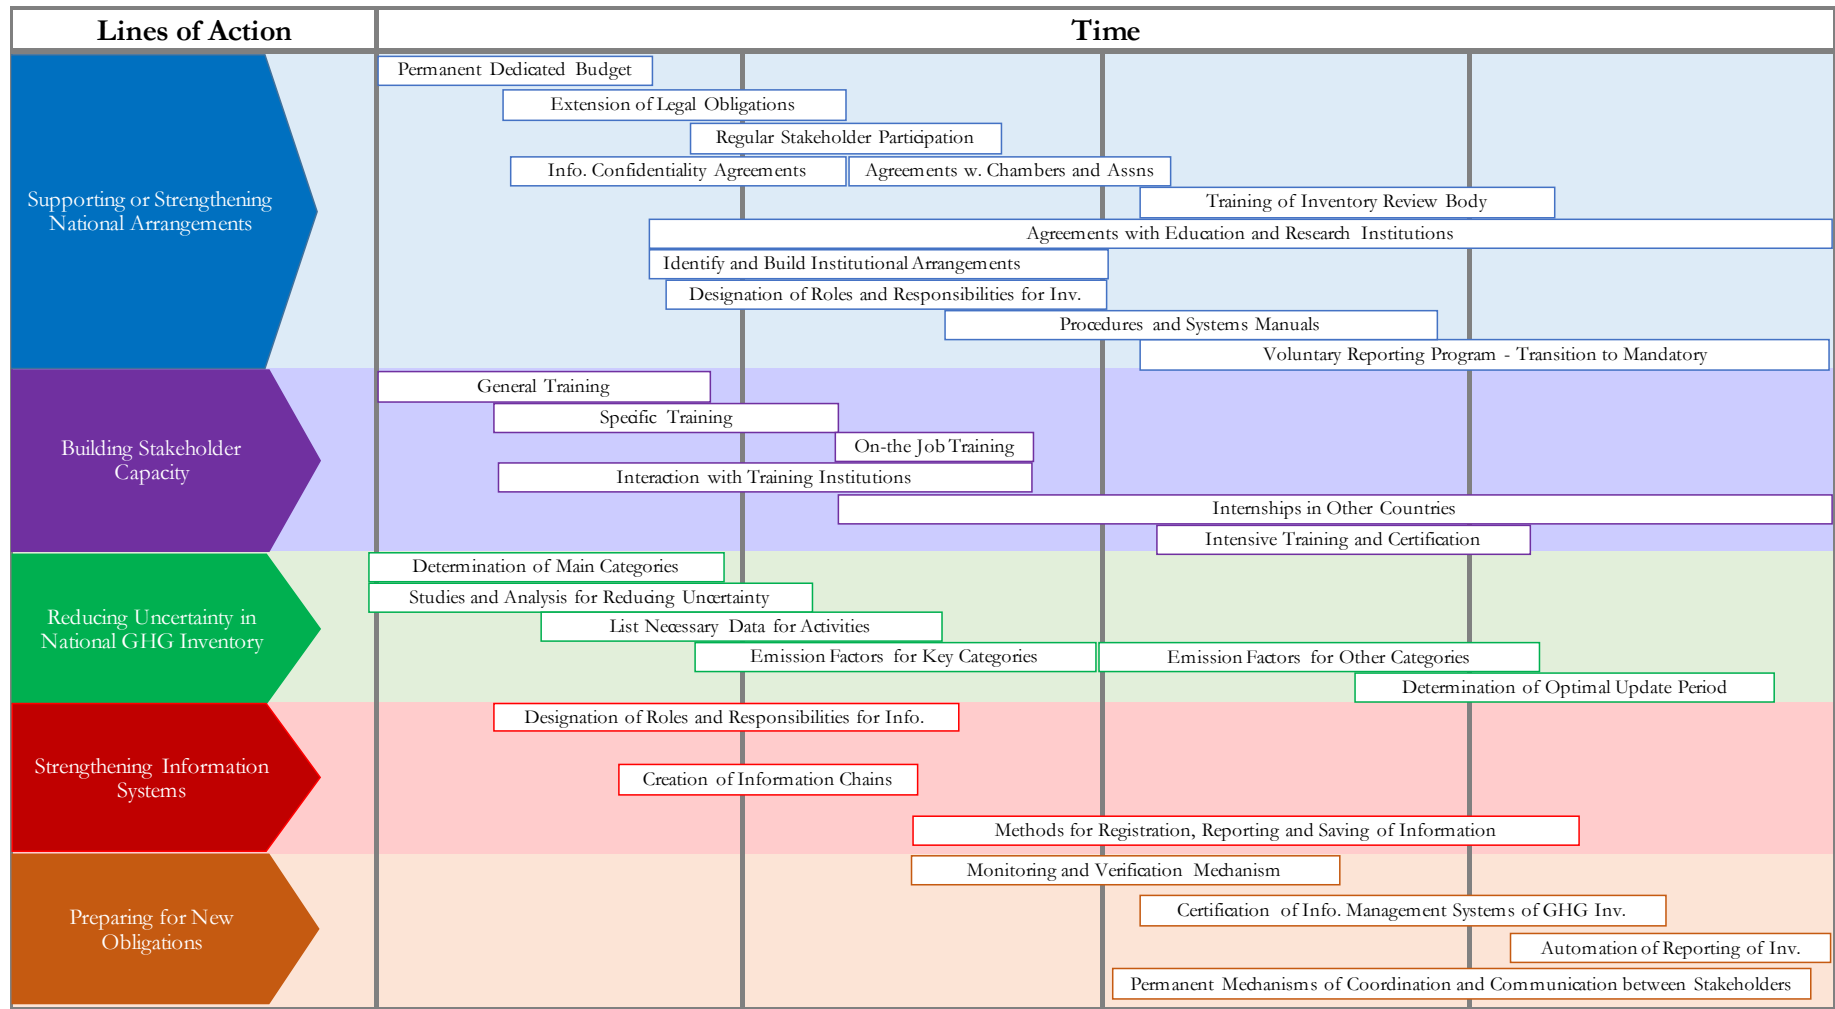 Lines of Action
Time
Supporting or Strengthening
National Arrangements
Permanent Dedicated Budget
Extension of Legal Obligations
Regular Stakeholder Participation
Info. Confidentiality Agreements
Agreements w. Chambers and Assns
Training of Inventory Review Body
Agreements with Education and Research Institutions
Identify and Build Institutional Arrangements
Designation of Roles and Responsibilities for Inv.
Procedures and Systems Manuals
Voluntary Reporting Program - Transition to Mandatory
Building Stakeholder
Capacity
General Training
Specific Training
On-the Job Training
Interaction with Training Institutions
Internships in Other Countries
Intensive Training and Certification
Reducing Uncertainty in
National GHG Inventory
Determination of Main Categories
Studies and Analysis for Reducing Uncertainty
List Necessary Data for Activities
Emission Factors for Key Categories
Emission Factors for Other Categories
Determination of Optimal Update Period
Strengthening Information
Systems
Designation of Roles and Responsibilities for Info.
Creation of Information Chains
Methods for Registration, Reporting and Saving of Information
Preparing for New
Obligations
Monitoring and Verification Mechanism
Certification of Info. Management Systems of GHG Inv.
Automation of Reporting of Inv.
Permanent Mechanisms of Coordination and Communication between Stakeholders